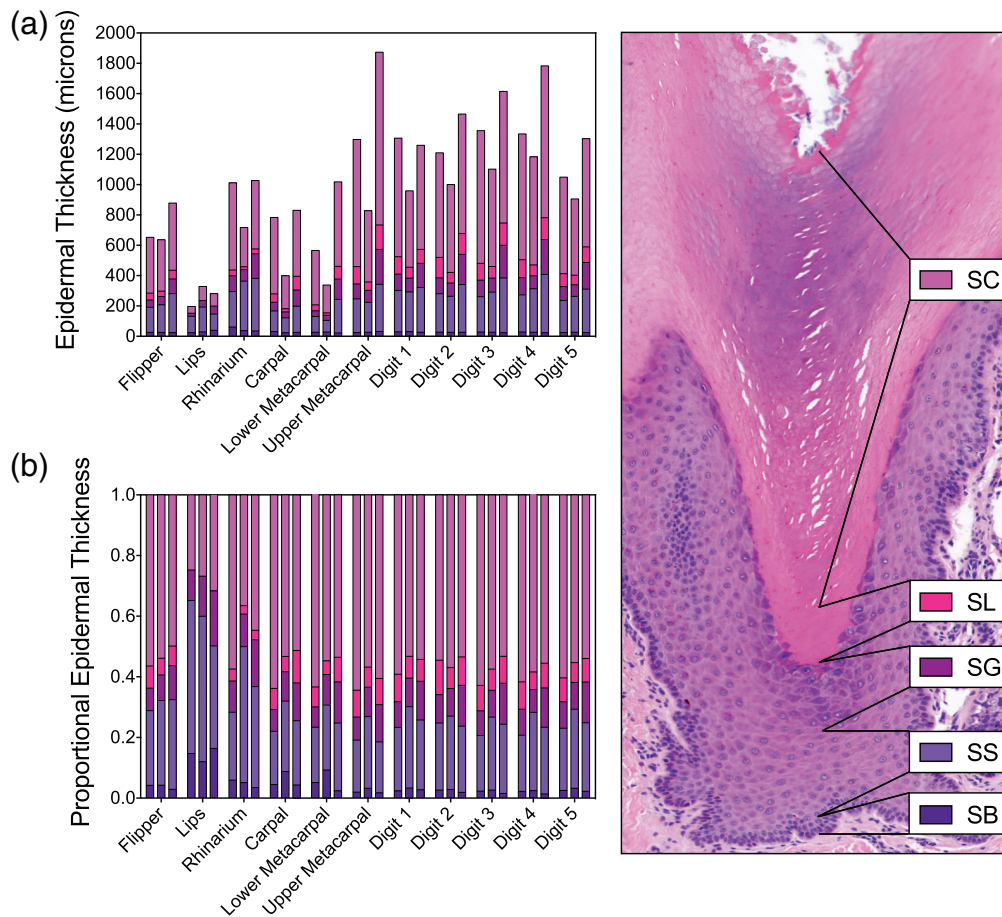 (a)
Epidermal Thickness (microns)
2000
1800
1600
1400
1200
1000
800
600
400
200
0
Flipper
Lips
Rhinarium
Carpal
Lower Metacarpal
Upper Metacarpal
Digit 1
Digit 2
Digit 3
Digit 4
Digit 5
(b)
Proportional Epidermal Thickness
1.0
0.8
0.6
0.4
0.2
0.0
Flipper
Lips
Rhinarium
Carpal
Lower Metacarpal
Upper Metacarpal
Digit 1
Digit 2
Digit 3
Digit 4
Digit 5
SC
SL
SG
SS
SB